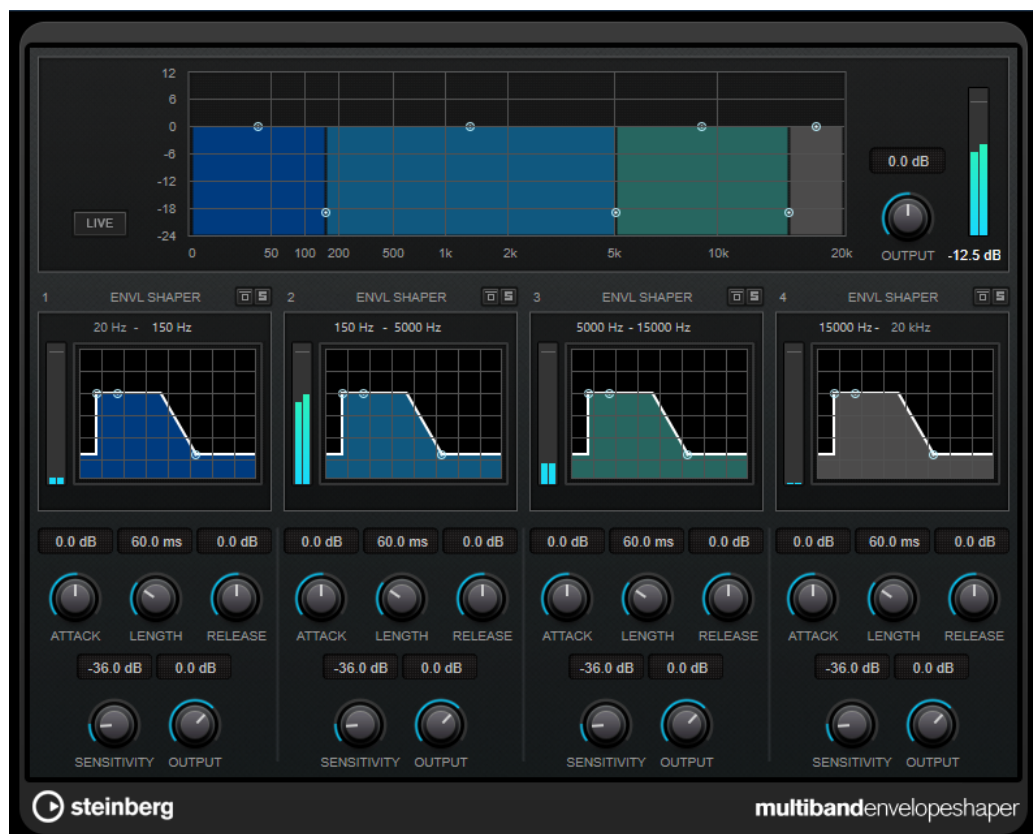 12
6
0
-6
-12
-18
-24
LIVE
0 50 100 200 500 1k 2k 5k 10k 20k
0.0 dB
OUTPUT -12.5 dB
1 ENVL SHAPER S 2 ENVL SHAPER S 3 ENVL SHAPER S 4 ENVL SHAPER S
20 Hz - 150 Hz 150 Hz - 5000 Hz 5000 Hz - 15000 Hz 15000 Hz - 20 kHz
0.0 dB 60.0 ms 0.0 dB 0.0 dB 60.0 ms 0.0 dB 0.0 dB 60.0 ms 0.0 dB 0.0 dB 60.0 ms 0.0 dB
ATTACK LENGTH RELEASE ATTACK LENGTH RELEASE ATTACK LENGTH RELEASE ATTACK LENGTH RELEASE
-36.0 dB 0.0 dB -36.0 dB 0.0 dB -36.0 dB 0.0 dB -36.0 dB 0.0 dB
SENSITIVITY OUTPUT SENSITIVITY OUTPUT SENSITIVITY OUTPUT SENSITIVITY OUTPUT
steinberg multibandenvelopeshaper